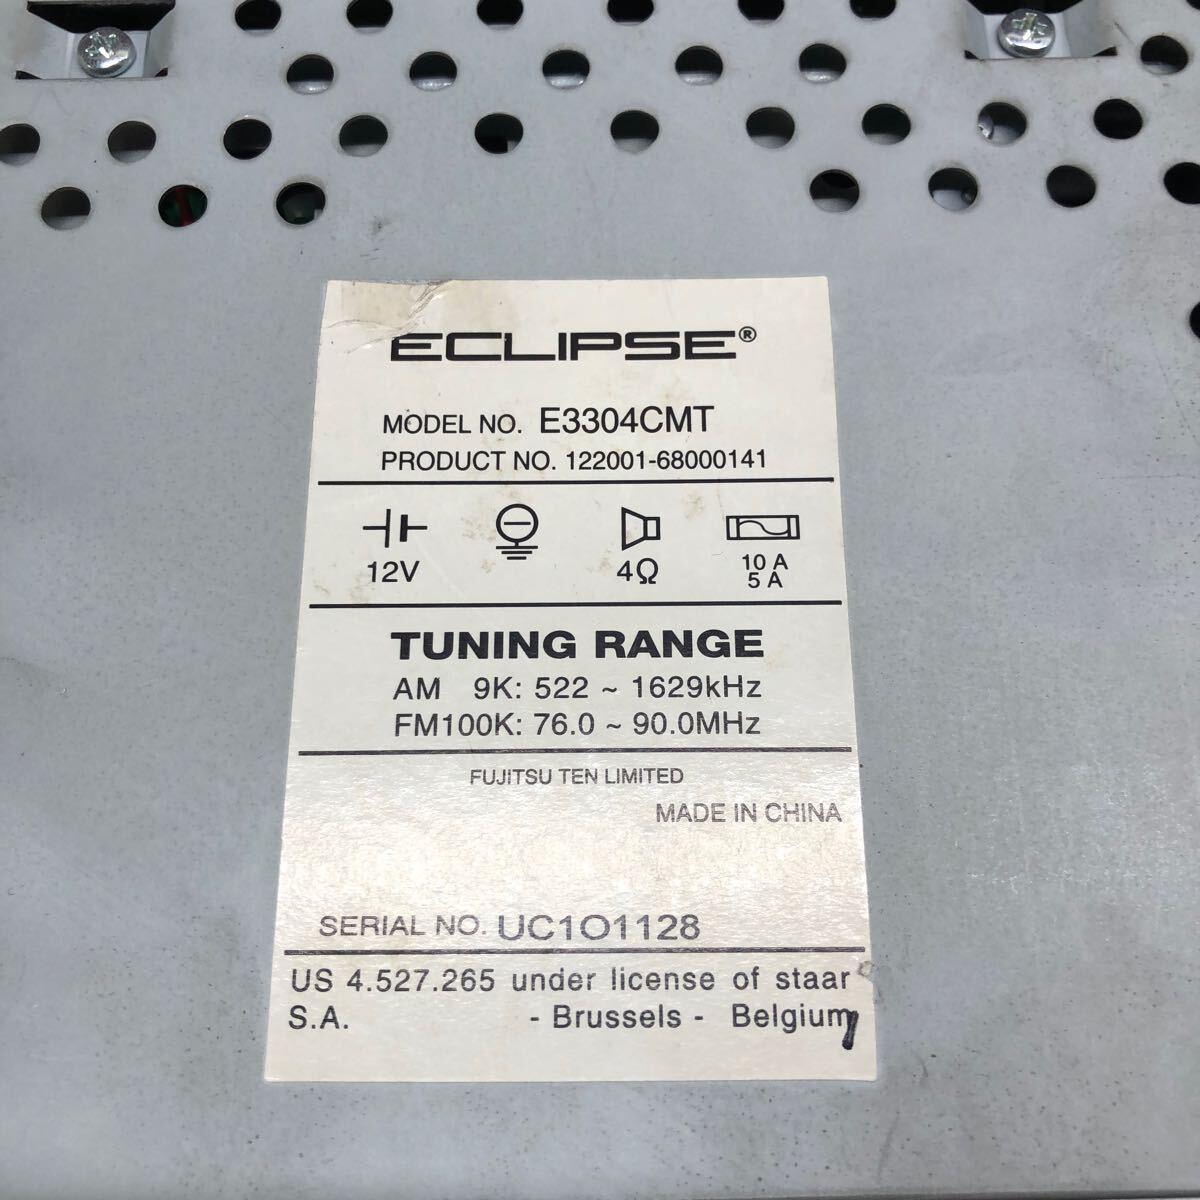 ECLIPSE®
MODEL NO. E3304CMT
PRODUCT NO. 122001-68000141
12V
4Ω
10 A
5 A
TUNING RANGE
AM 9K: 522 ~ 1629kHz
FM100K: 76.0 ~ 90.0MHz
FUJITSU TEN LIMITED
MADE IN CHINA
SERIAL NO. UC101128
US 4.527.265 under license of staar
S.A. - Brussels - Belgium